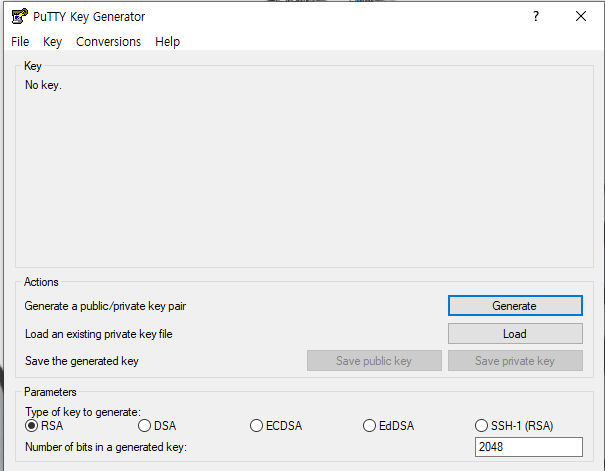 PuTTY Key Generator ?
File Key Conversions Help
Key
No key.
Actions
Generate a public/private key pair Generate
Load an existing private key file Load
Save the generated key Save public key Save private key
Parameters
Type of key to generate:
RSA DSA ECDSA EdDSA SSH-1 (RSA)
Number of bits in a generated key: 2048